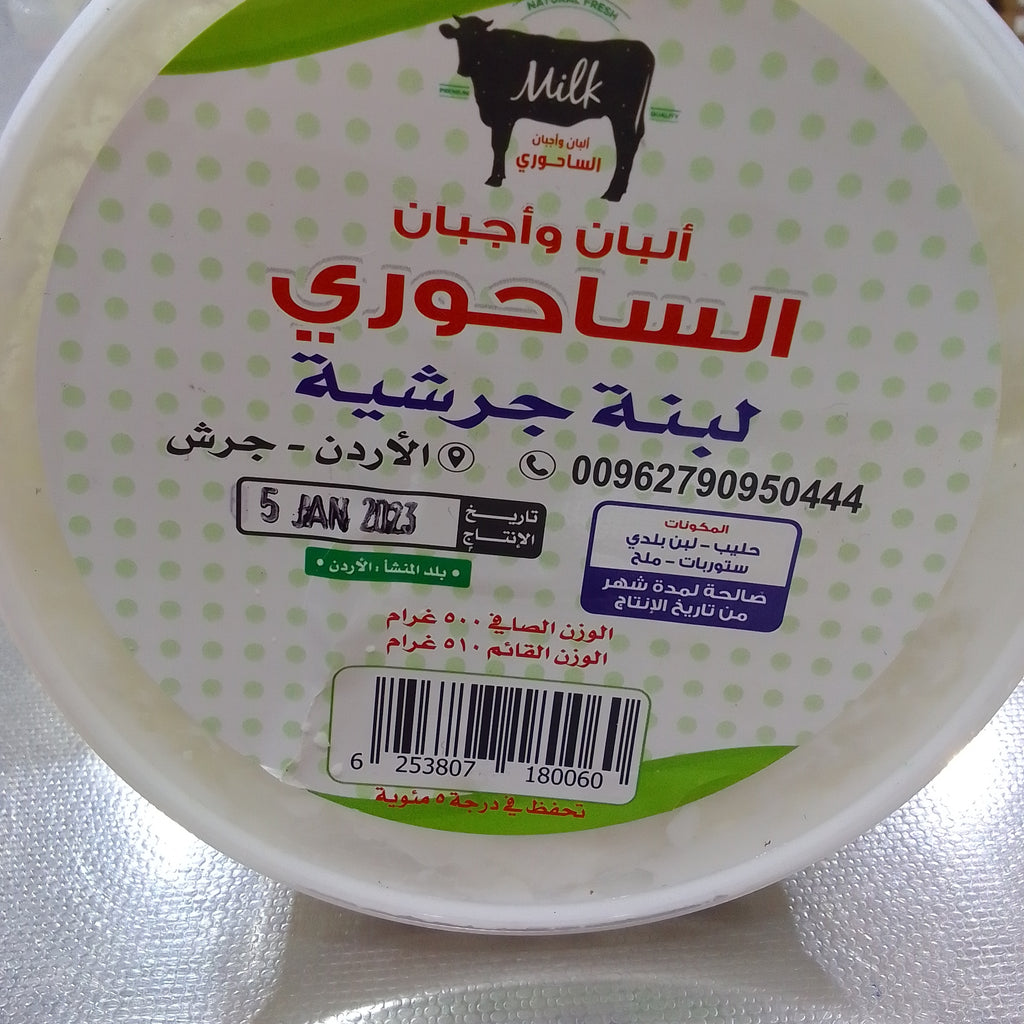 NATURAL FRESH
Milk
PREMIUM
QUALITY
ألبان وأجبان
الساحوري
ألبان وأجبان
الساحوري
لبنة جرشية
الأردن - جرش
00962790950444
تاريخ
الإنتاج
5 JAN 2023
المكونات
حليب - لبن بلدي
ستوربات - ملح
صالحة لمدة شهر
من تاريخ الإنتاج
• بلد المنشأ : الأردن •
الوزن الصافي ٥٠٠ غرام
الوزن القائم ٥١٠ غرام
6 253807 180060
تحفظ في درجة ٥ مئوية